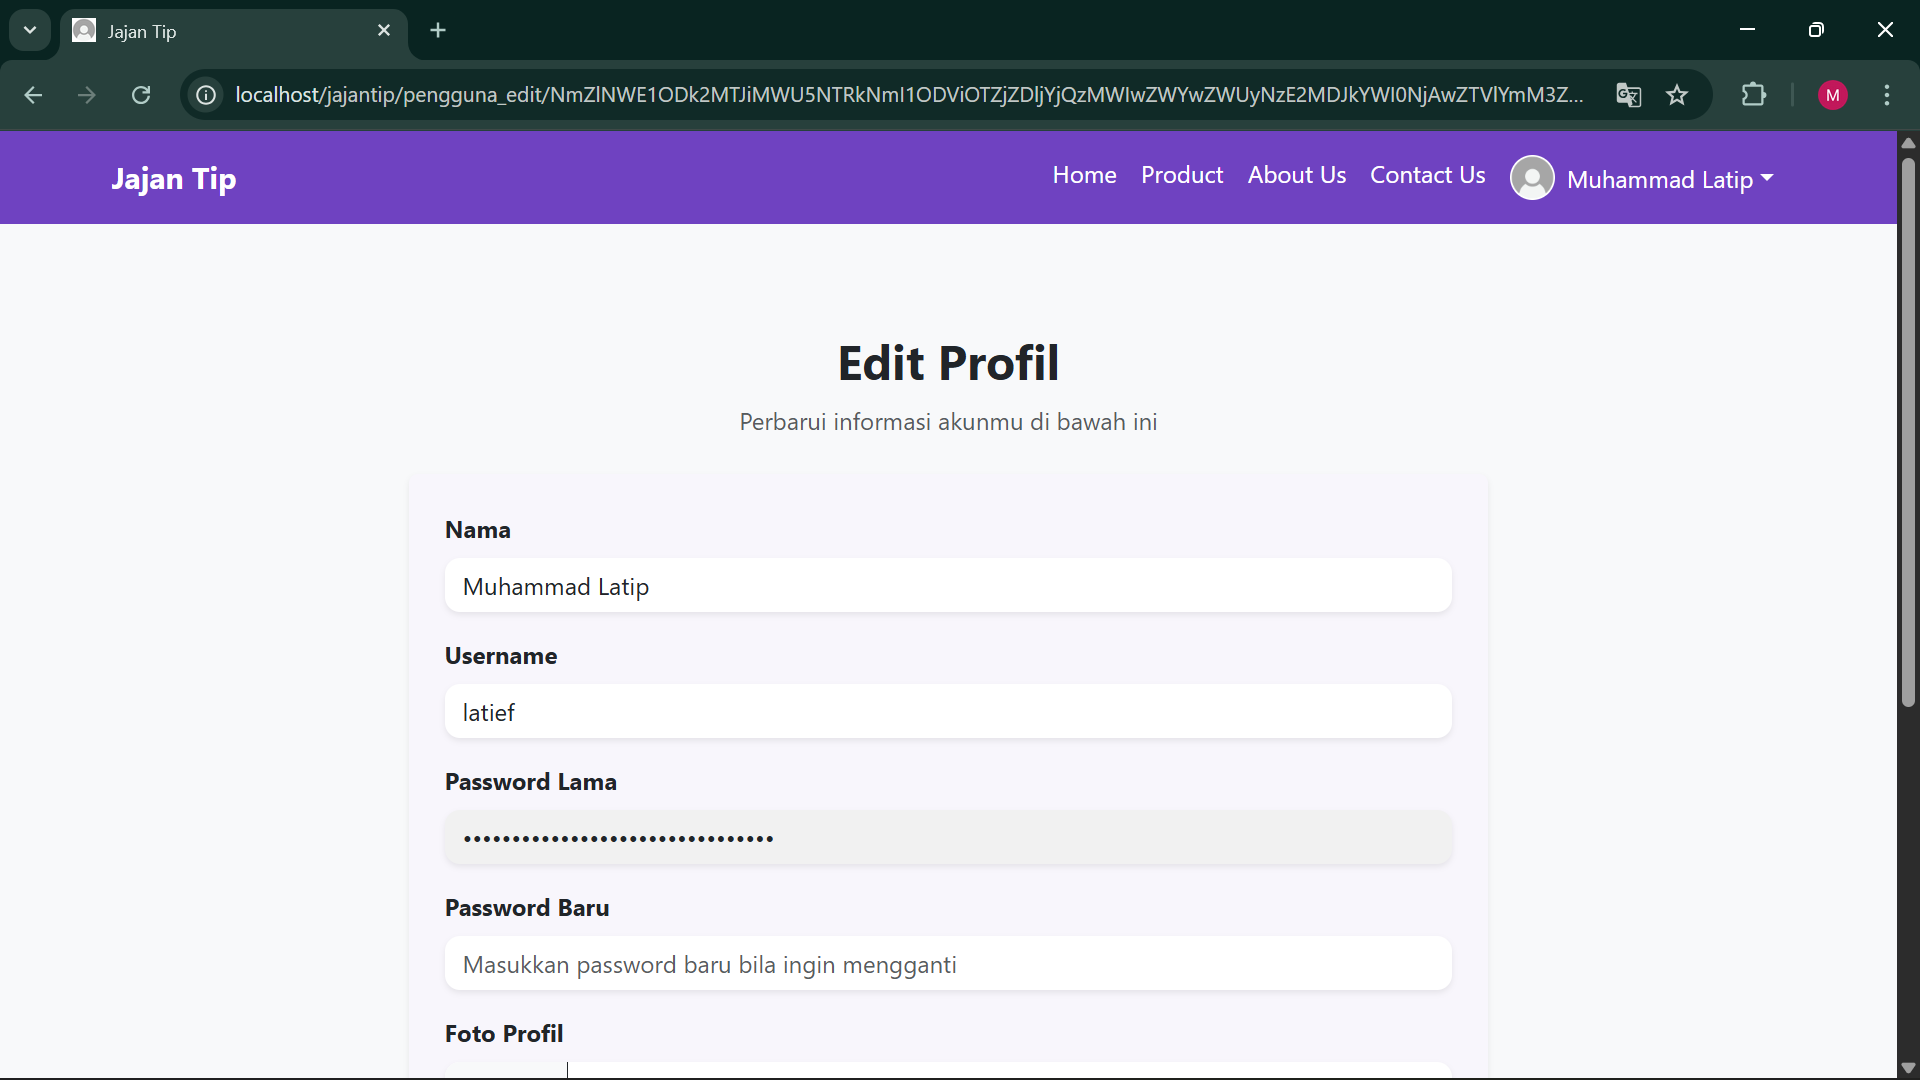 Jajan Tip
localhost/jajantip/pengguna_edit/NmZlNWE1ODk2MTJiMWU5NTRkNmI1ODViOTZjZDljYjQzMWIwZWYwZWUyNzE2MDJkYWI0NjAwZTVlYmM3Z...
M
Jajan Tip
Home
Product
About Us
Contact Us
Muhammad Latip
Edit Profil
Perbarui informasi akunmu di bawah ini
Nama
Muhammad Latip
Username
latief
Password Lama
••••••••••••••••••••••••••••••••
Password Baru
Masukkan password baru bila ingin mengganti
Foto Profil